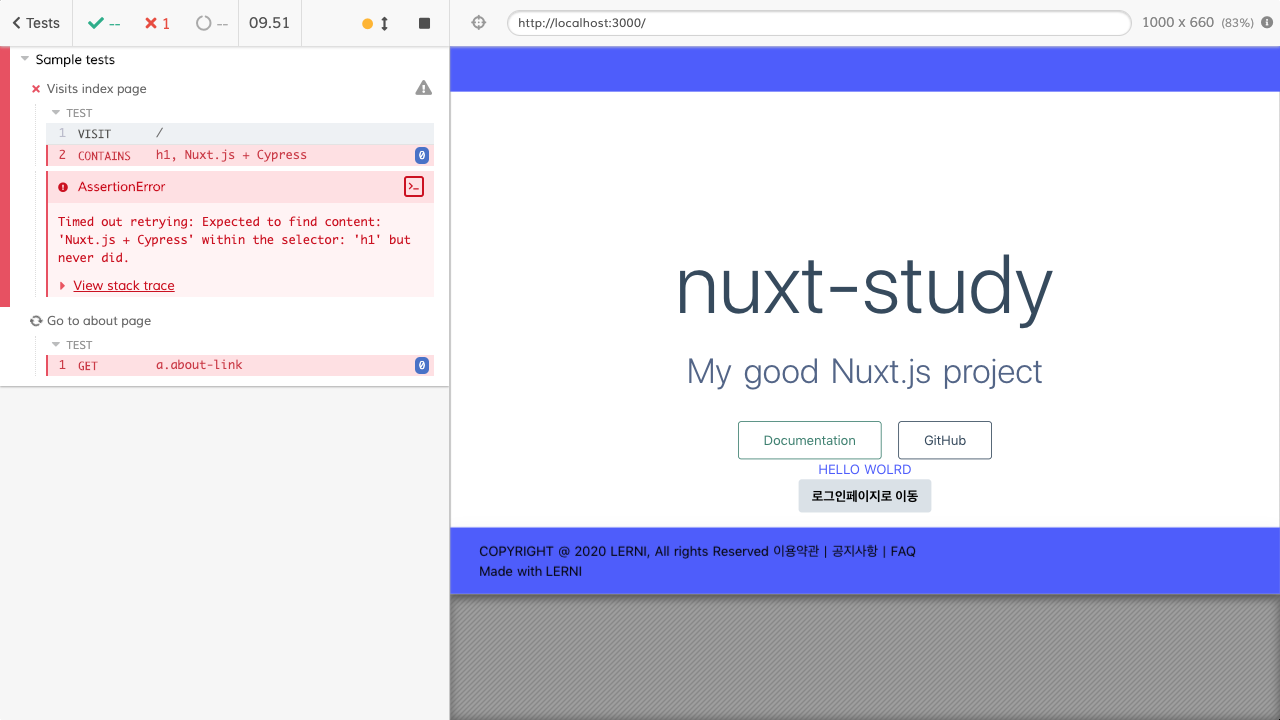 Tests -- 1 -- 09.51
http://localhost:3000/ 1000 x 660 (83%)
Sample tests
Visits index page
TEST
1 VISIT /
2 CONTAINS h1, Nuxt.js + Cypress 0
AssertionError
Timed out retrying: Expected to find content:
'Nuxt.js + Cypress' within the selector: 'h1' but
never did.
View stack trace
Go to about page
TEST
1 GET a.about-link 0
nuxt-study
My good Nuxt.js project
Documentation GitHub
HELLO WOLRD
로그인페이지로 이동
COPYRIGHT @ 2020 LERNI, All rights Reserved 이용약관 | 공지사항 | FAQ
Made with LERNI